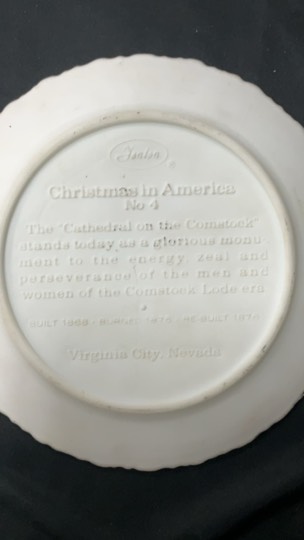 Fenton ®
Christmas in America
No 4
The "Cathedral on the Comstock"
stands today as a glorious monu
ment to the energy, zeal and
perseverance of the men and
women of the Comstock Lode era
BUILT 1868 - BURNED 1875 - RE BUILT 1876
Virginia City, Nevada